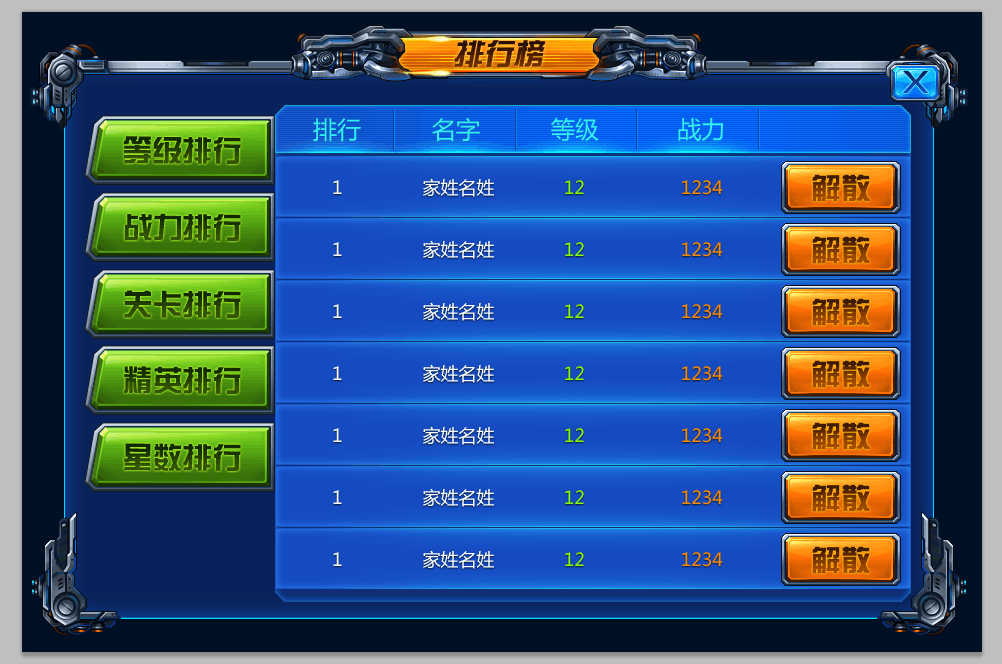 排行榜
X
等级排行
战力排行
关卡排行
精英排行
星数排行
排行 名字 等级 战力
1 家姓名姓 12 1234 解散
1 家姓名姓 12 1234 解散
1 家姓名姓 12 1234 解散
1 家姓名姓 12 1234 解散
1 家姓名姓 12 1234 解散
1 家姓名姓 12 1234 解散
1 家姓名姓 12 1234 解散